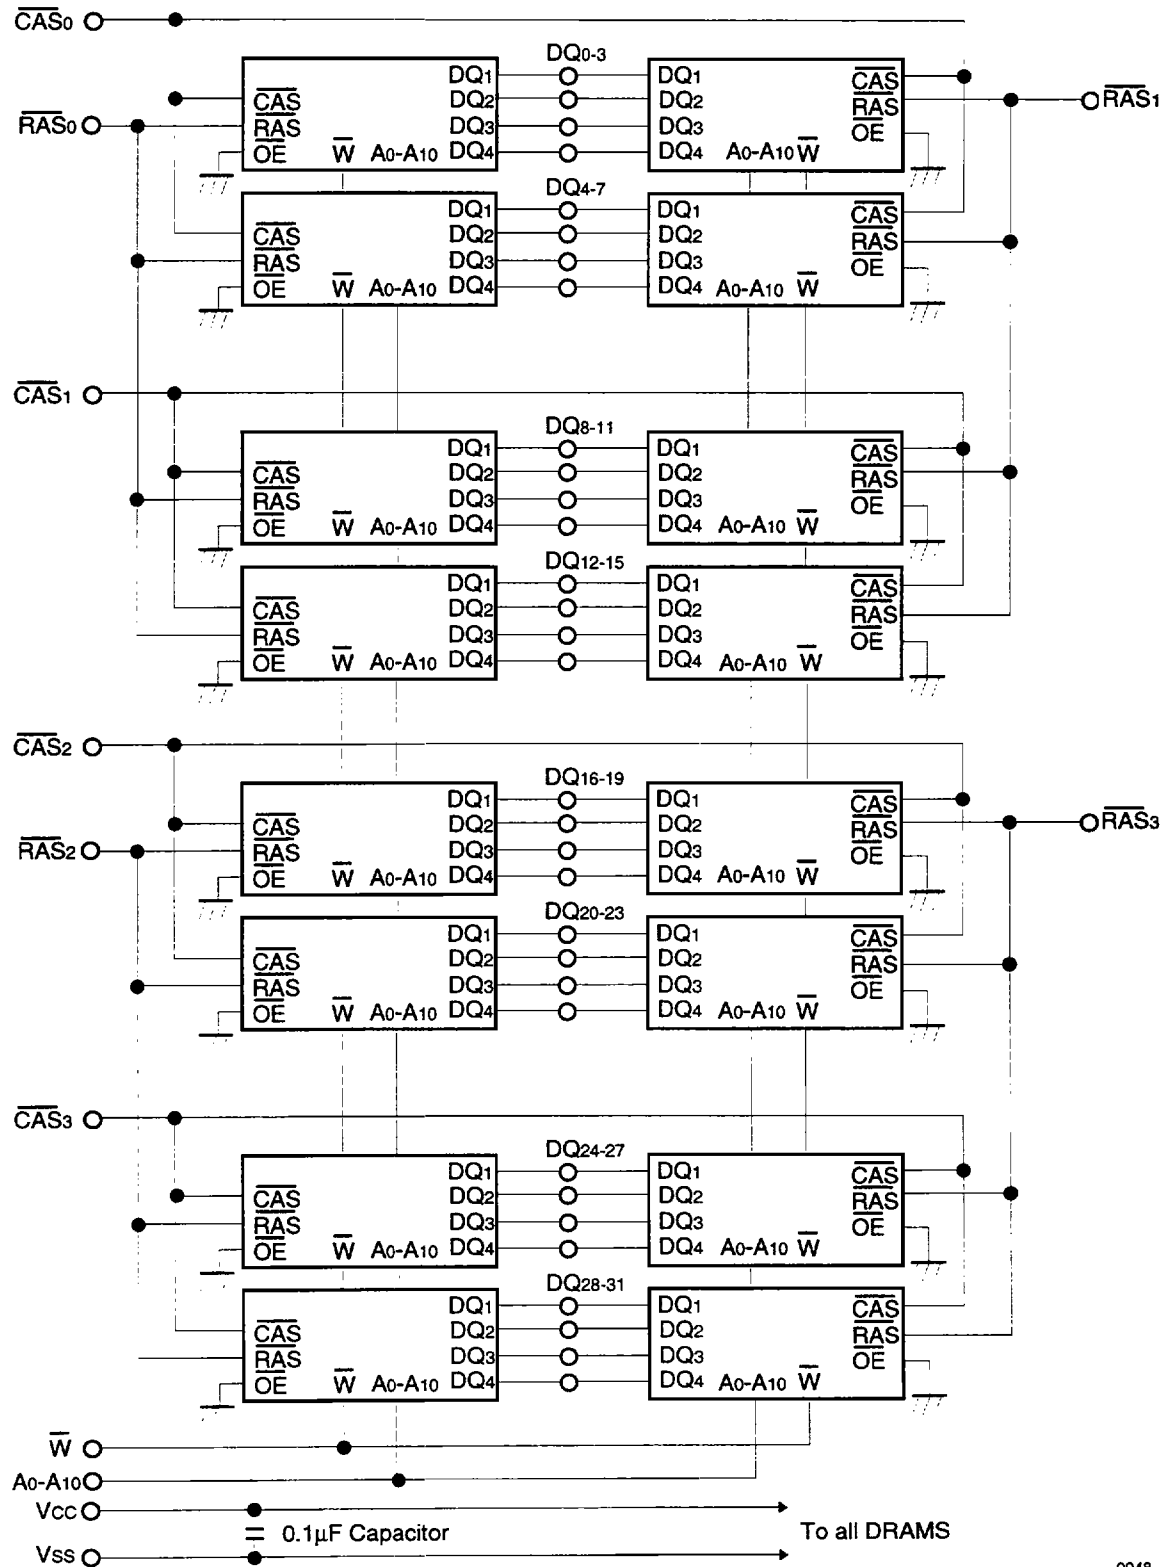 CAS0
DQ0-3
DQ1 DQ1 CAS
CAS DQ2 DQ2 RAS RAS1
RAS0 RAS DQ3 DQ3 OE
OE W A0-A10 DQ4 DQ4 A0-A10 W
DQ4-7
DQ1 DQ1 CAS
CAS DQ2 DQ2 RAS
RAS DQ3 DQ3 OE
OE W A0-A10 DQ4 DQ4 A0-A10 W
CAS1
DQ8-11
DQ1 DQ1 CAS
CAS DQ2 DQ2 RAS
RAS DQ3 DQ3 OE
OE W A0-A10 DQ4 DQ4 A0-A10 W
DQ12-15
DQ1 DQ1 CAS
CAS DQ2 DQ2 RAS
RAS DQ3 DQ3 OE
OE W A0-A10 DQ4 DQ4 A0-A10 W
CAS2
DQ16-19
DQ1 DQ1 CAS
CAS DQ2 DQ2 RAS RAS3
RAS2 RAS DQ3 DQ3 OE
OE W A0-A10 DQ4 DQ4 A0-A10 W
DQ20-23
DQ1 DQ1 CAS
CAS DQ2 DQ2 RAS
RAS DQ3 DQ3 OE
OE W A0-A10 DQ4 DQ4 A0-A10 W
CAS3
DQ24-27
DQ1 DQ1 CAS
CAS DQ2 DQ2 RAS
RAS DQ3 DQ3 OE
OE W A0-A10 DQ4 DQ4 A0-A10 W
DQ28-31
DQ1 DQ1 CAS
CAS DQ2 DQ2 RAS
RAS DQ3 DQ3 OE
OE W A0-A10 DQ4 DQ4 A0-A10 W
W
A0-A10
VCC
0.1µF Capacitor To all DRAMS
VSS